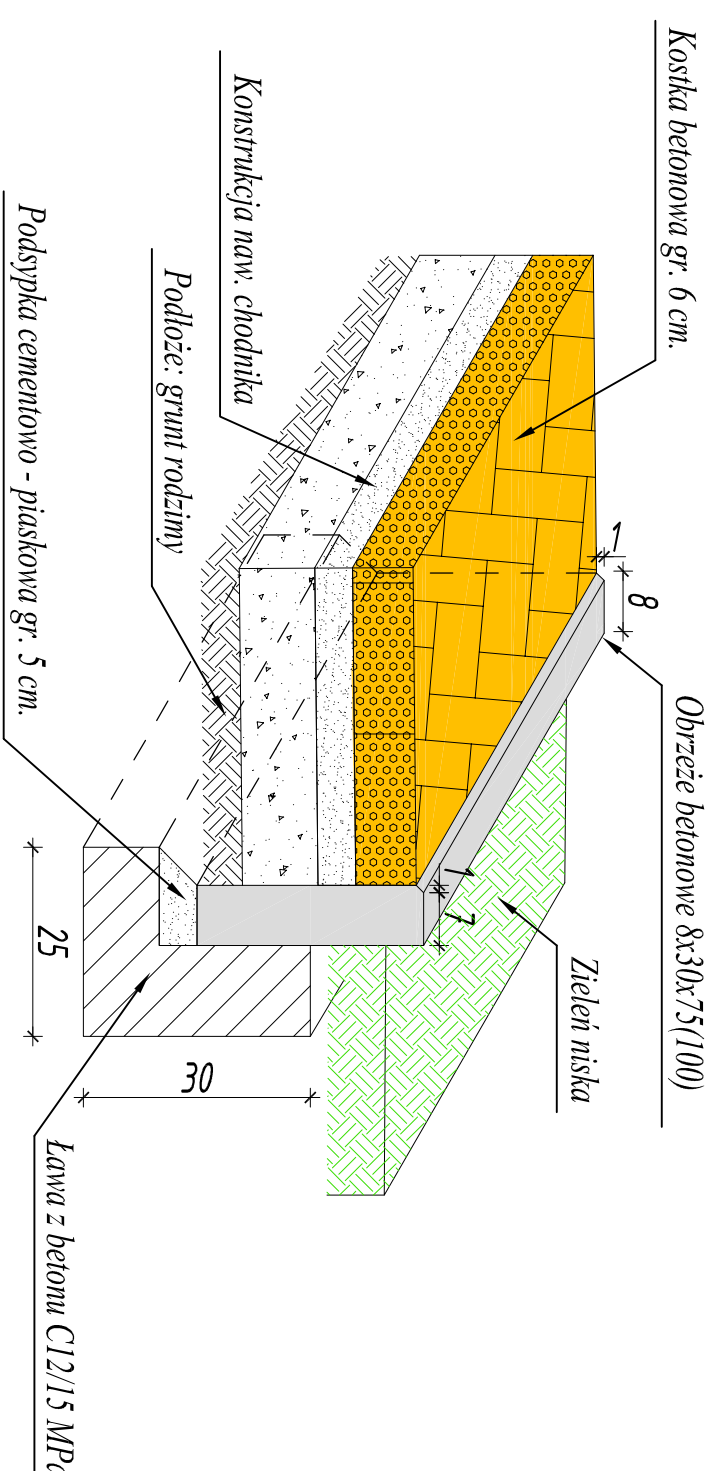 Kostka betonowa gr. 6 cm.
Konstrukcja naw. chodnika
Podłoże: grunt rodzimy
Podsypka cementowo - piaskowa gr. 5 cm.
1
8
Obrzeże betonowe 8x30x75(100)
Zieleń niska
1
7
25
30
Ława z betonu C12/15 MPa